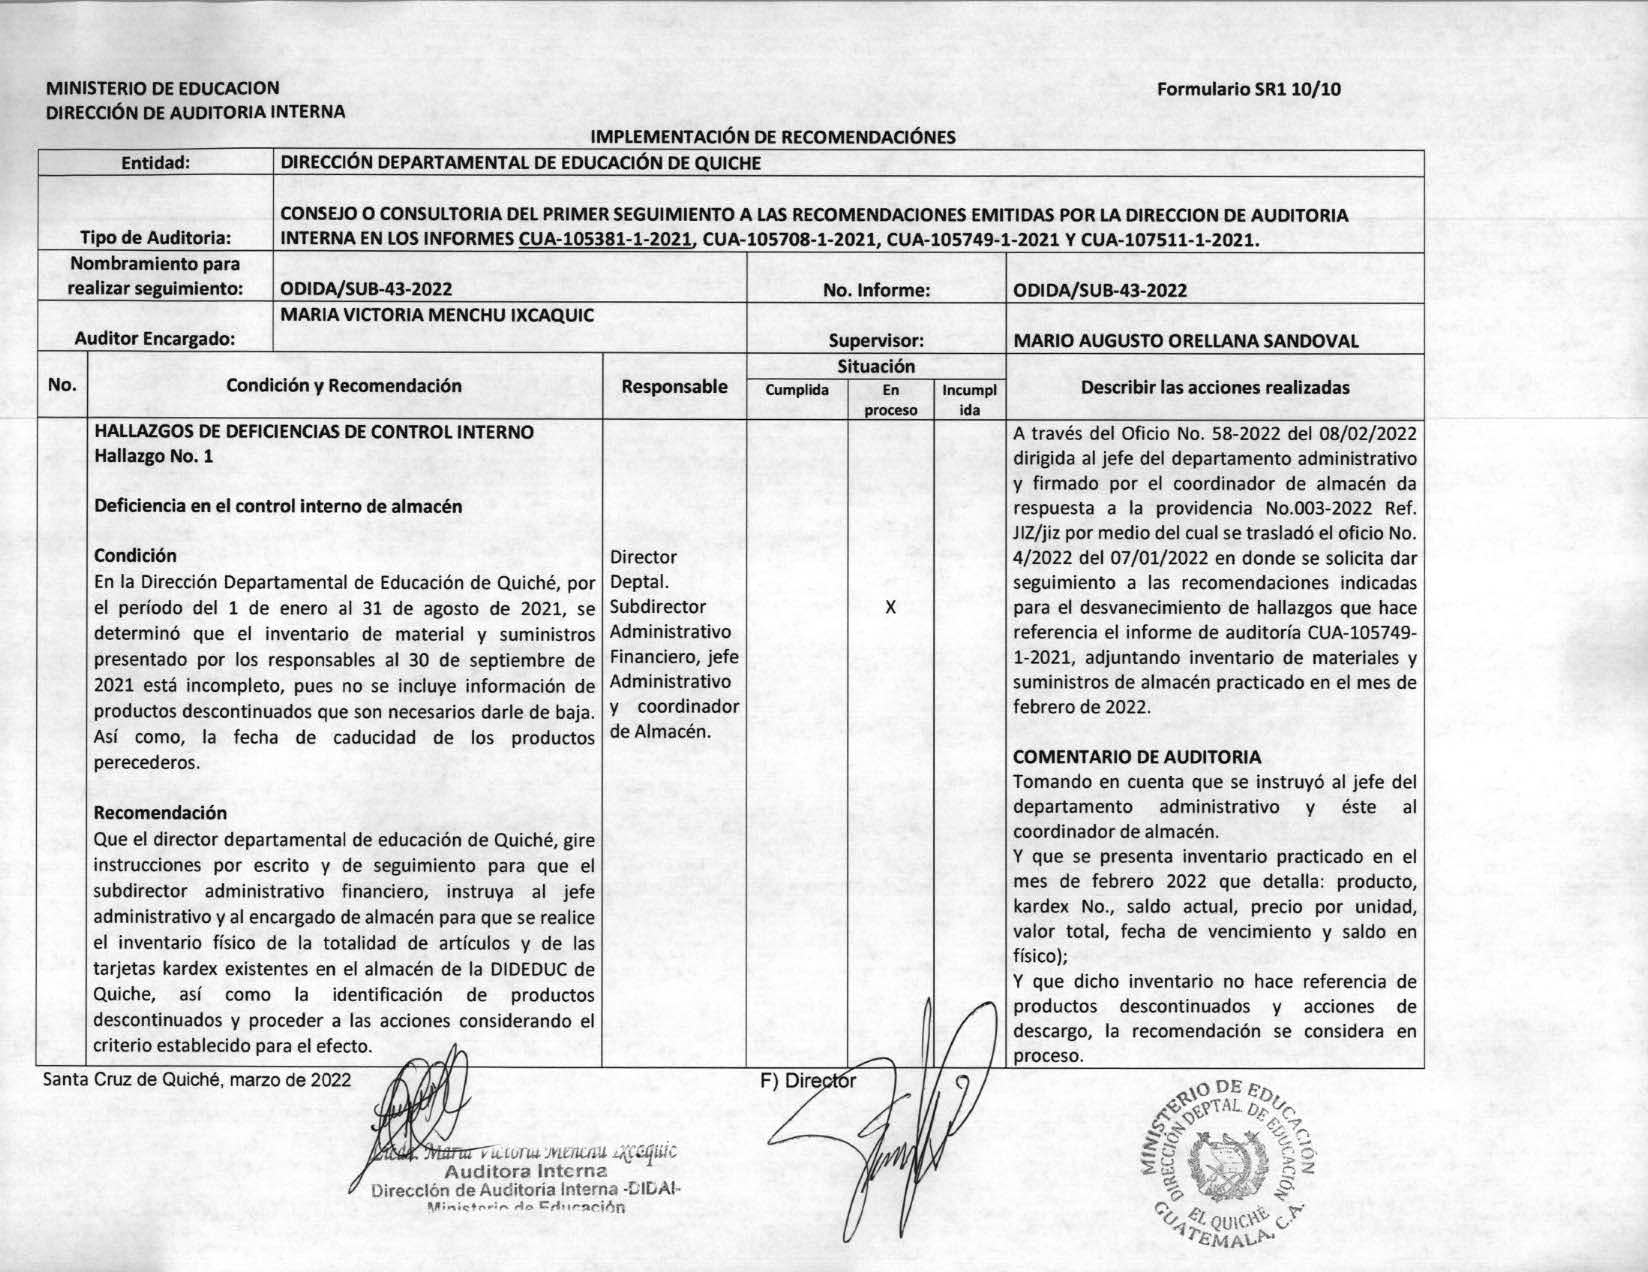 MINISTERIO DE EDUCACION
DIRECCIÓN DE AUDITORIA INTERNA
Formulario SR1 10/10
IMPLEMENTACIÓN DE RECOMENDACIÓNES
Entidad:
DIRECCIÓN DEPARTAMENTAL DE EDUCACIÓN DE QUICHE
Tipo de Auditoria:
CONSEJO O CONSULTORIA DEL PRIMER SEGUIMIENTO A LAS RECOMENDACIONES EMITIDAS POR LA DIRECCION DE AUDITORIA
INTERNA EN LOS INFORMES CUA-105381-1-2021, CUA-105708-1-2021, CUA-105749-1-2021 Y CUA-107511-1-2021.
Nombramiento para
realizar seguimiento:
ODIDA/SUB-43-2022
No. Informe:
ODIDA/SUB-43-2022
Auditor Encargado:
MARIA VICTORIA MENCHU IXCAQUIC
Supervisor:
MARIO AUGUSTO ORELLANA SANDOVAL
No.
Condición y Recomendación
Responsable
Situación
Cumplida
En
proceso
Incumpl
ida
Describir las acciones realizadas
HALLAZGOS DE DEFICIENCIAS DE CONTROL INTERNO
Hallazgo No. 1
Deficiencia en el control interno de almacén
Condición
En la Dirección Departamental de Educación de Quiché, por
el período del 1 de enero al 31 de agosto de 2021, se
determinó que el inventario de material y suministros
presentado por los responsables al 30 de septiembre de
2021 está incompleto, pues no se incluye información de
productos descontinuados que son necesarios darle de baja.
Así como, la fecha de caducidad de los productos
perecederos.
Recomendación
Que el director departamental de educación de Quiché, gire
instrucciones por escrito y de seguimiento para que el
subdirector administrativo financiero, instruya al jefe
administrativo y al encargado de almacén para que se realice
el inventario físico de la totalidad de artículos y de las
tarjetas kardex existentes en el almacén de la DIDEDUC de
Quiche, así como la identificación de productos
descontinuados y proceder a las acciones considerando el
criterio establecido para el efecto.
Director
Deptal.
Subdirector
Administrativo
Financiero, jefe
Administrativo
y coordinador
de Almacén.
X
A través del Oficio No. 58-2022 del 08/02/2022
dirigida al jefe del departamento administrativo
y firmado por el coordinador de almacén da
respuesta a la providencia No.003-2022 Ref.
JIZ/jiz por medio del cual se trasladó el oficio No.
4/2022 del 07/01/2022 en donde se solicita dar
seguimiento a las recomendaciones indicadas
para el desvanecimiento de hallazgos que hace
referencia el informe de auditoría CUA-105749-
1-2021, adjuntando inventario de materiales y
suministros de almacén practicado en el mes de
febrero de 2022.
COMENTARIO DE AUDITORIA
Tomando en cuenta que se instruyó al jefe del
departamento administrativo y éste al
coordinador de almacén.
Y que se presenta inventario practicado en el
mes de febrero 2022 que detalla: producto,
kardex No., saldo actual, precio por unidad,
valor total, fecha de vencimiento y saldo en
físico);
Y que dicho inventario no hace referencia de
productos descontinuados y acciones de
descargo, la recomendación se considera en
proceso.
Santa Cruz de Quiché, marzo de 2022
F) Director
Licda. Maria Victoria Menchu Ixcaquic
Auditora Interna
Dirección de Auditoria Interna -DIDAI-
Ministerio de Educación
MINISTERIO DE EDUCACIÓN
DIRECCIÓN DEPTAL. DE EDUCACIÓN
EL QUICHÉ
GUATEMALA, C.A.